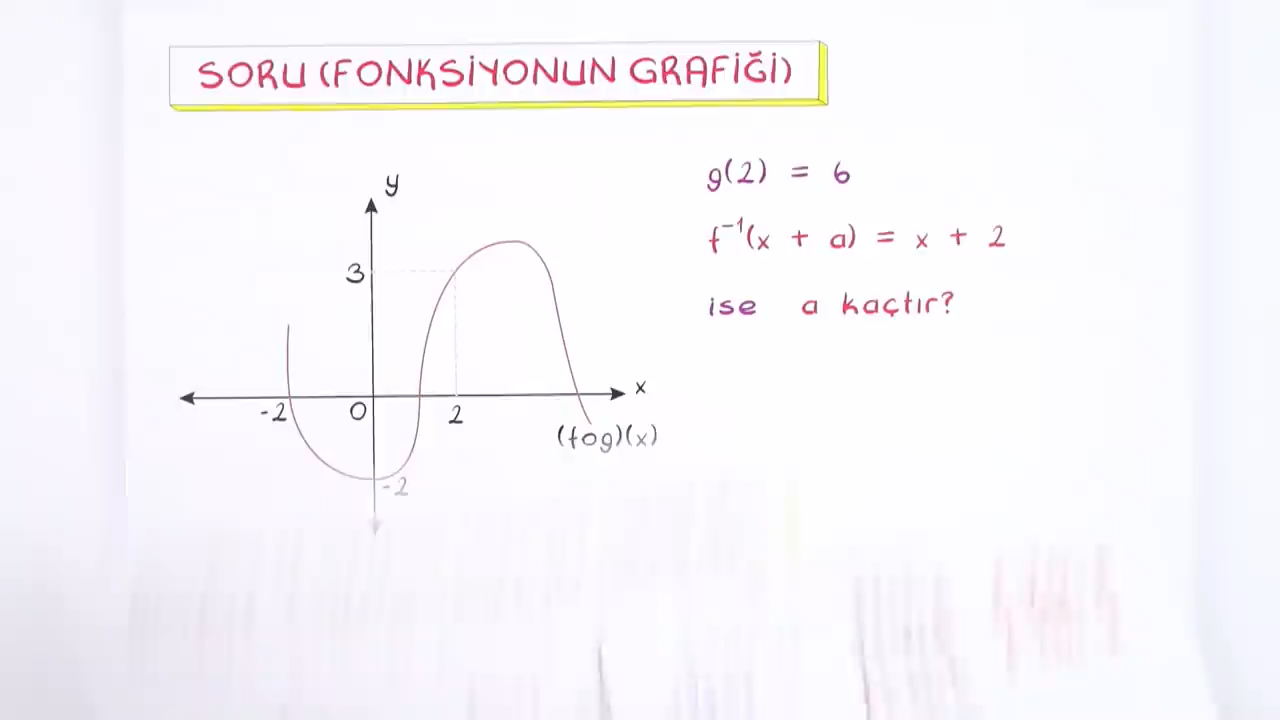 SORU (FONKSİYONUN GRAFİĞİ)
y
3
-2
0
2
x
-2
(fog)(x)
g(2) = 6
f⁻¹(x + a) = x + 2
ise a kaçtır?